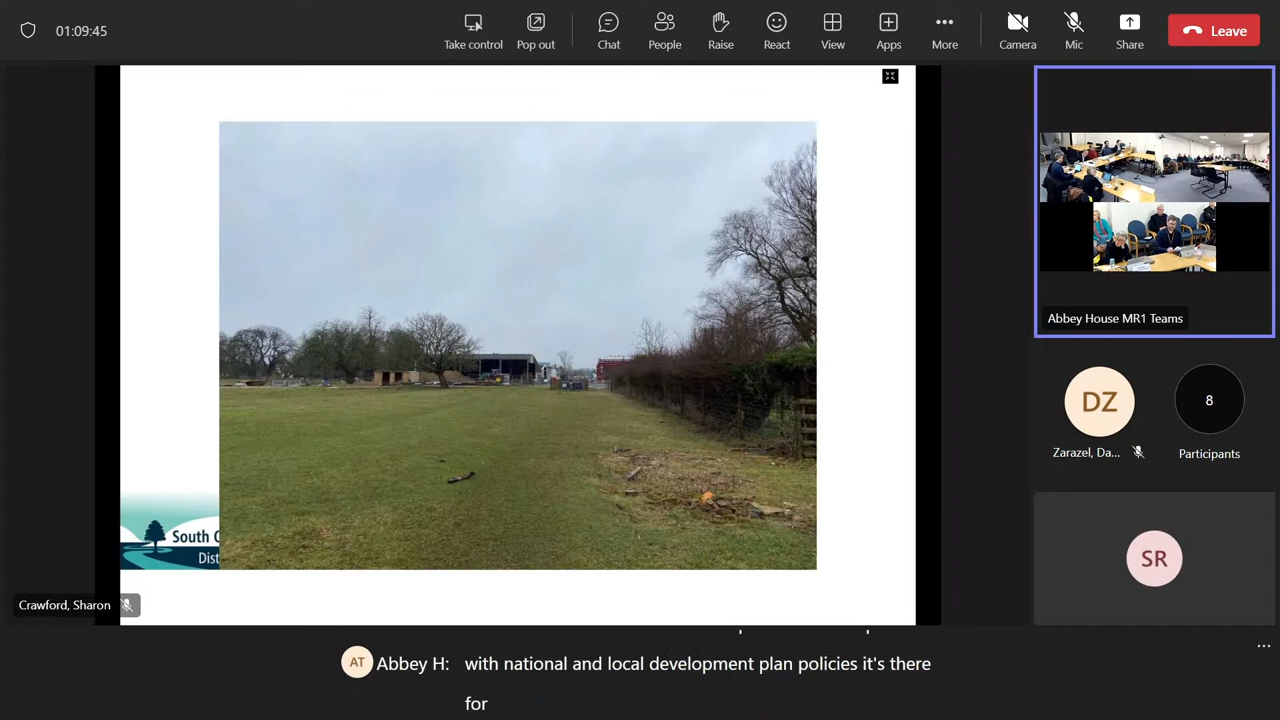 01:09:45
Take control
Pop out
Chat
People
Raise
React
View
Apps
More
Camera
Mic
Share
Leave
Abbey House MR1 Teams
DZ
8
Zarazel, Da...
Participants
South
Dist
SR
Crawford, Sharon
AT
Abbey H:
with national and local development plan policies it's there
for